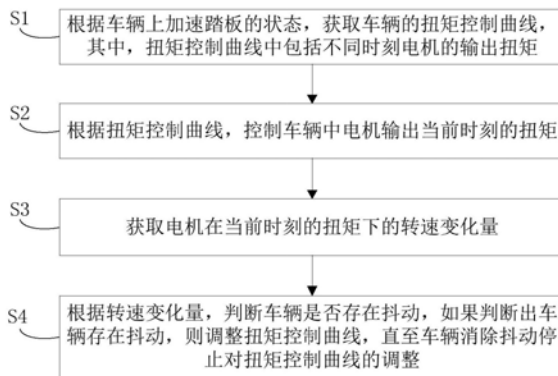 S1
根据车辆上加速踏板的状态，获取车辆的扭矩控制曲线，
其中，扭矩控制曲线中包括不同时刻电机的输出扭矩
S2
根据扭矩控制曲线，控制车辆中电机输出当前时刻的扭矩
S3
获取电机在当前时刻的扭矩下的转速变化量
S4
根据转速变化量，判断车辆是否存在抖动，如果判断出车
辆存在抖动，则调整扭矩控制曲线，直至车辆消除抖动停
止对扭矩控制曲线的调整